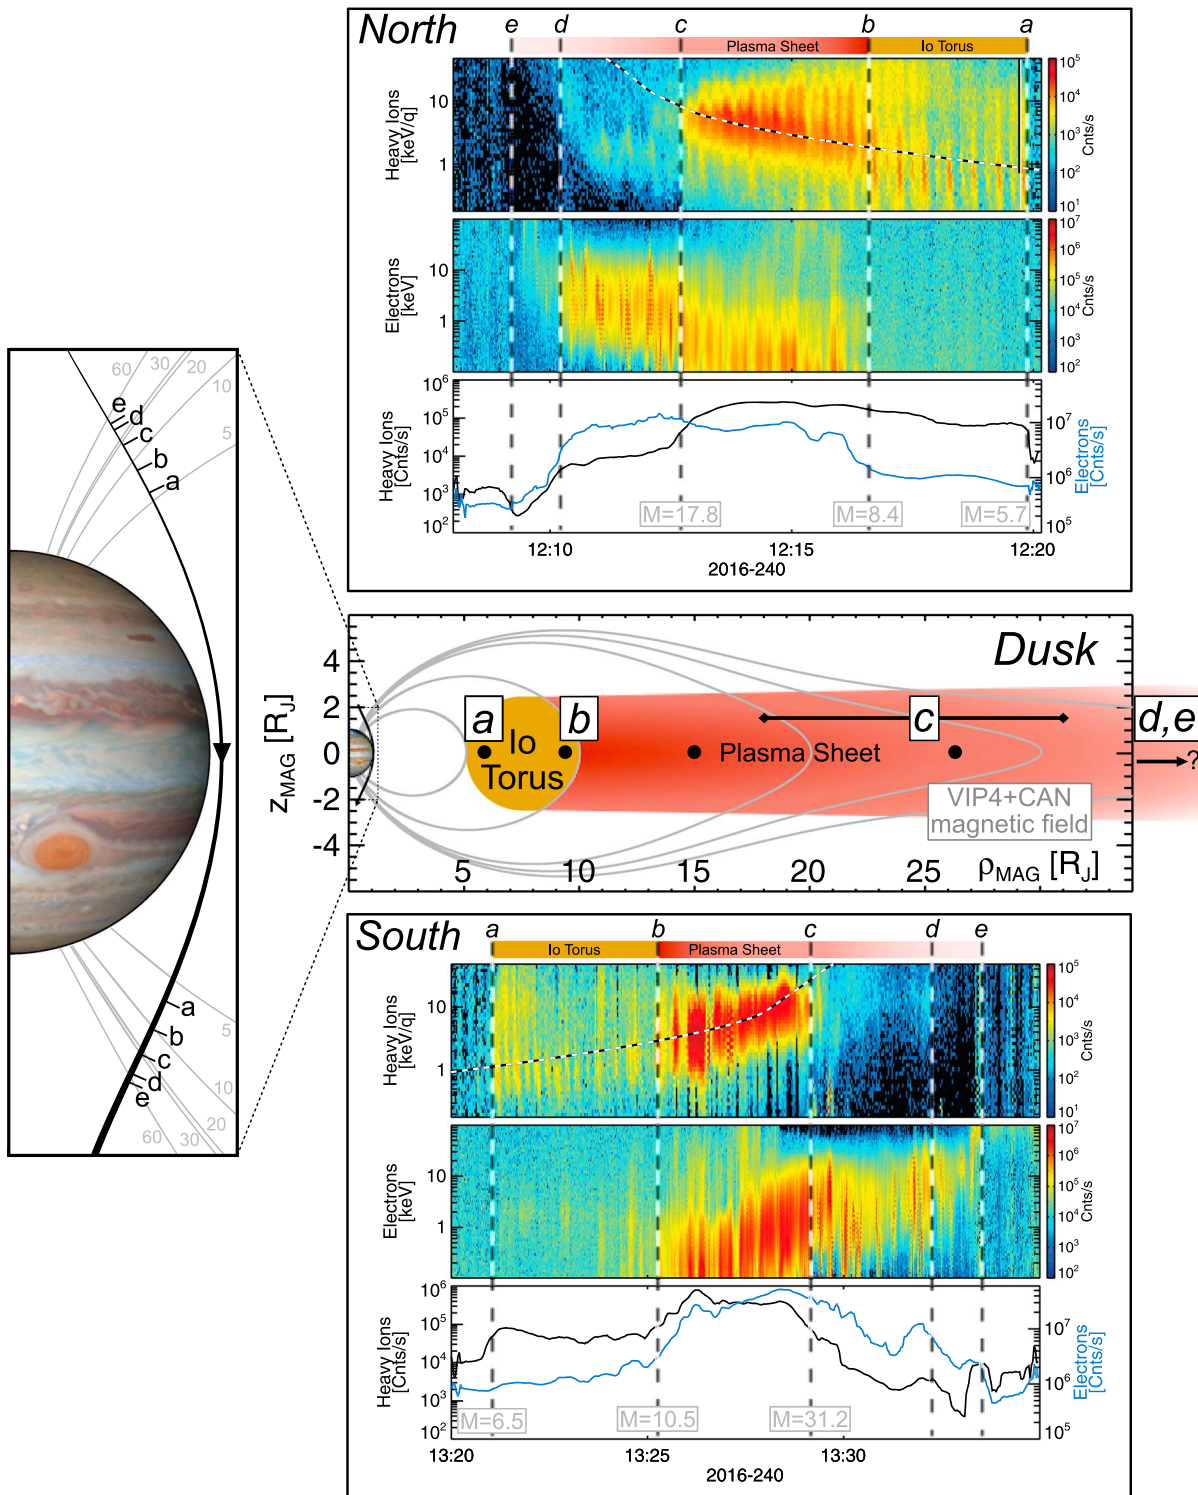 North
e d c b a
Plasma Sheet Io Torus
Heavy Ions
[keV/q]
10
1
10^5
10^4
10^3
10^2
10^1
Cnts/s
Electrons
[keV]
10
1
10^7
10^6
10^5
10^4
10^3
10^2
Cnts/s
Heavy Ions
[Cnts/s]
10^6
10^5
10^4
10^3
10^2
10^7
10^6
10^5
Electrons
[Cnts/s]
M=17.8 M=8.4 M=5.7
12:10 12:15 12:20
2016-240
60 30 20 10 5
e
d
c
b
a
a
b
c
d
e
5
10
20
30
60
Dusk
z_MAG [R_J]
4
2
0
-2
-4
a b c d,e
Io
Torus
Plasma Sheet
?
VIP4+CAN
magnetic field
5 10 15 20 25 ρ_MAG [R_J]
South
a b c d e
Io Torus Plasma Sheet
Heavy Ions
[keV/q]
10
1
10^5
10^4
10^3
10^2
10^1
Cnts/s
Electrons
[keV]
10
1
10^7
10^6
10^5
10^4
10^3
10^2
Cnts/s
Heavy Ions
[Cnts/s]
10^6
10^5
10^4
10^3
10^2
10^7
10^6
10^5
Electrons
[Cnts/s]
M=6.5 M=10.5 M=31.2
13:20 13:25 13:30
2016-240